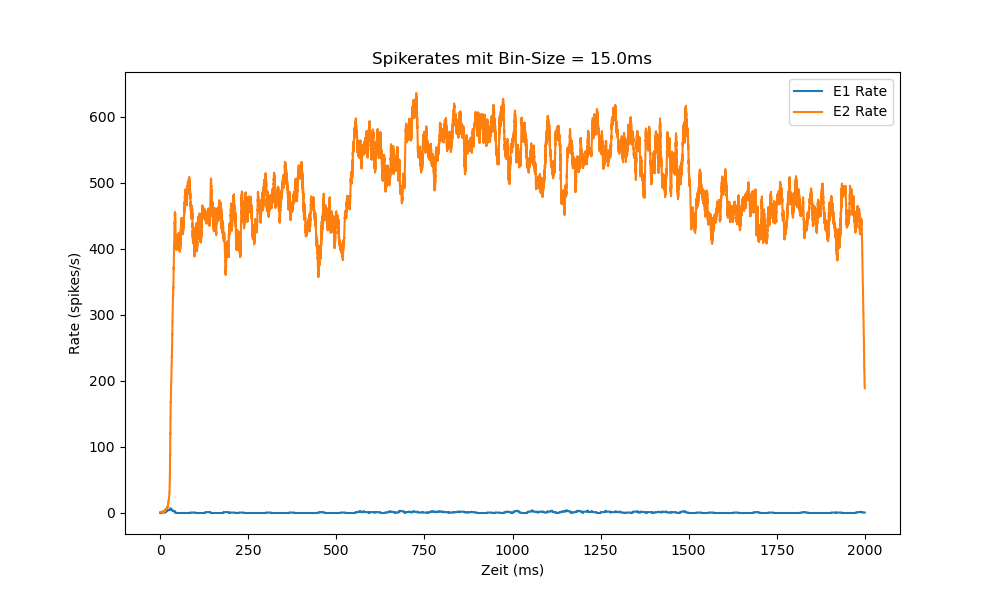 Spikerates mit Bin-Size = 15.0ms
E1 Rate
E2 Rate
Rate (spikes/s)
600
500
400
300
200
100
0
0 250 500 750 1000 1250 1500 1750 2000
Zeit (ms)